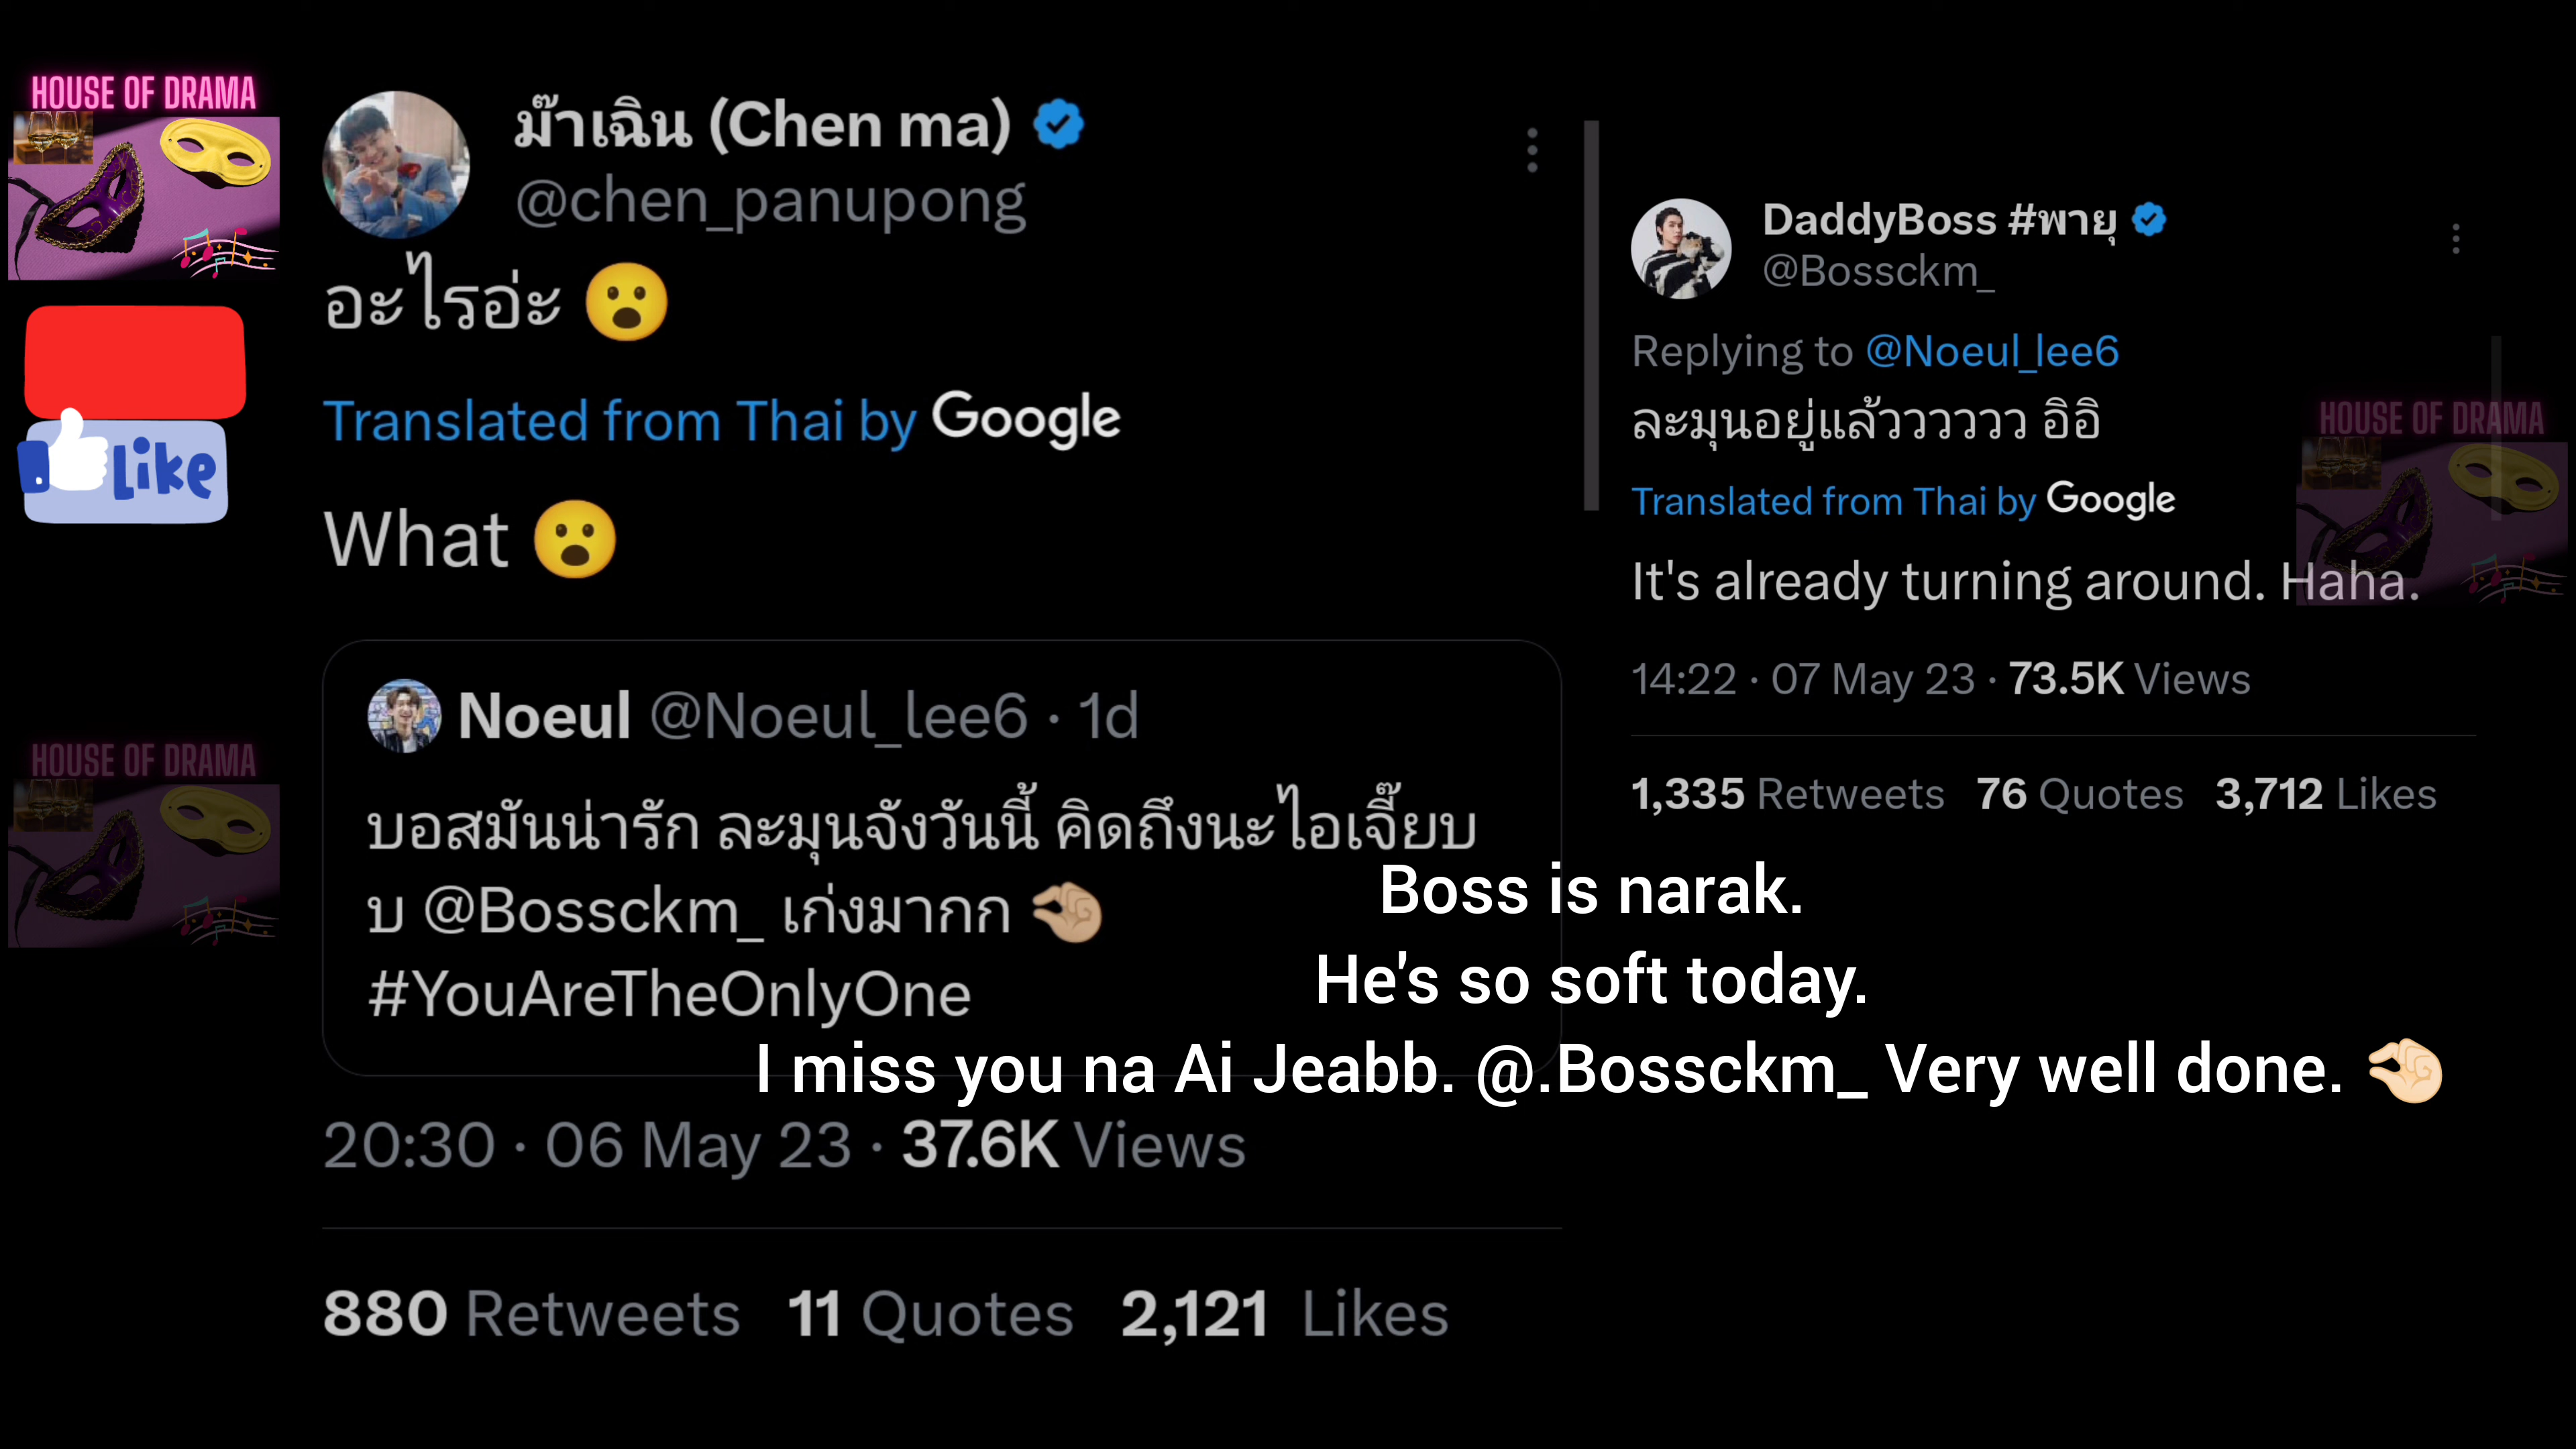 HOUSE OF DRAMA
Like
HOUSE OF DRAMA
ม๊าเฉิน (Chen ma)
@chen_panupong
อะไรอ่ะ 😮
Translated from Thai by Google
What 😮
Noeul @Noeul_lee6 · 1d
บอสมันน่ารัก ละมุนจังวันนี้ คิดถึงนะไอเจี๊ยบ
บ @Bossckm_ เก่งมากก 🤏🏼
#YouAreTheOnlyOne
20:30 · 06 May 23 · 37.6K Views
880 Retweets 11 Quotes 2,121 Likes
DaddyBoss #พายุ
@Bossckm_
Replying to @Noeul_lee6
ละมุนอยู่แล้วววววว อิอิ
Translated from Thai by Google
It's already turning around. Haha.
14:22 · 07 May 23 · 73.5K Views
1,335 Retweets 76 Quotes 3,712 Likes
HOUSE OF DRAMA
Boss is narak.
He's so soft today.
I miss you na Ai Jeabb. @.Bossckm_ Very well done. 🤏🏻